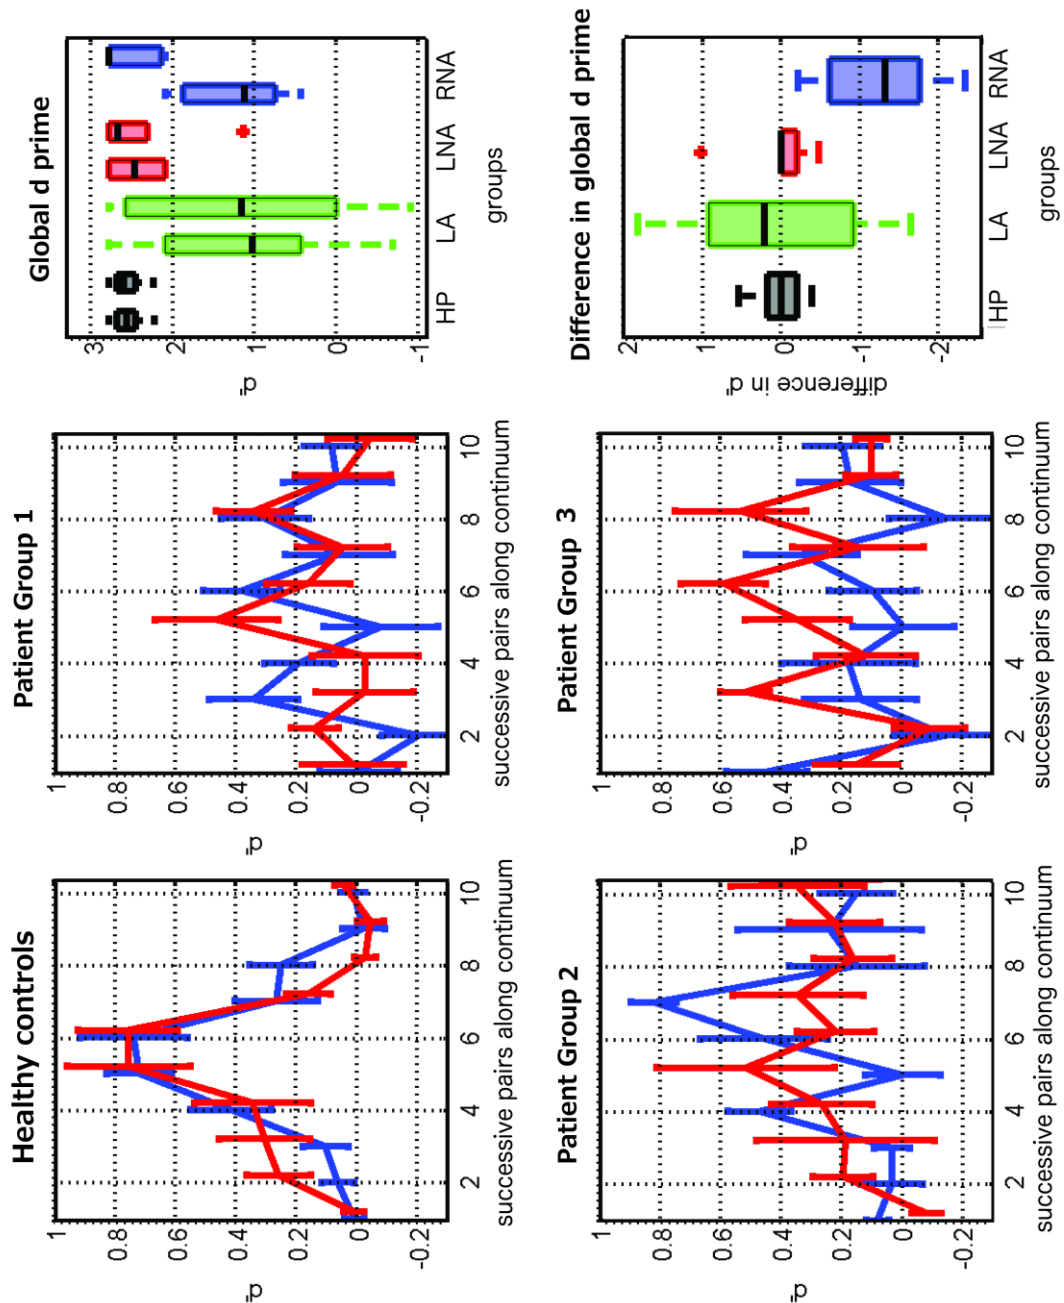 Healthy controls
d'
1
0.8
0.6
0.4
0.2
0
-0.2
2 4 6 8 10
successive pairs along continuum
Patient Group 1
d'
1
0.8
0.6
0.4
0.2
0
-0.2
2 4 6 8 10
successive pairs along continuum
Global d prime
d'
3
2
1
0
-1
HP LA LNA RNA
groups
Patient Group 2
d'
1
0.8
0.6
0.4
0.2
0
-0.2
2 4 6 8 10
successive pairs along continuum
Patient Group 3
d'
1
0.8
0.6
0.4
0.2
0
-0.2
2 4 6 8 10
successive pairs along continuum
Difference in global d prime
difference in d'
2
1
0
-1
-2
HP LA LNA RNA
groups